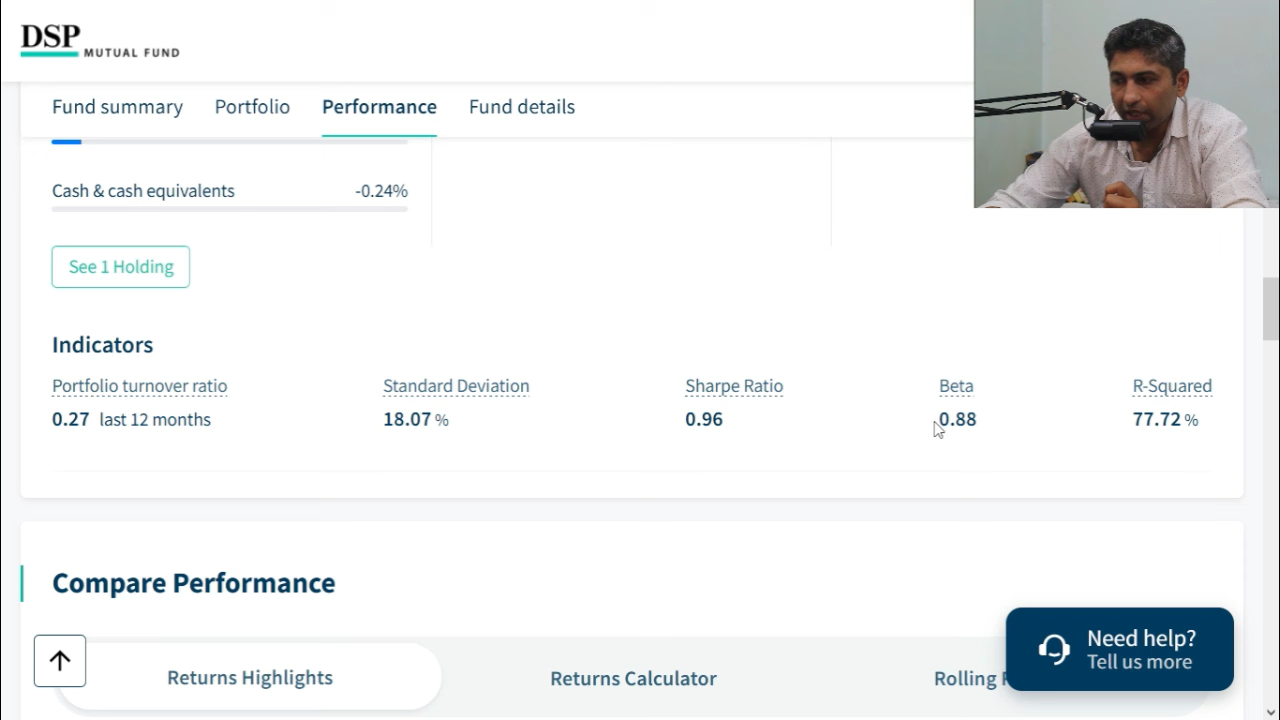 DSP
MUTUAL FUND
Fund summary Portfolio Performance Fund details
Cash & cash equivalents -0.24%
See 1 Holding
Indicators
Portfolio turnover ratio Standard Deviation Sharpe Ratio Beta R-Squared
0.27 last 12 months 18.07 % 0.96 0.88 77.72 %
Compare Performance
Need help?
Tell us more
Returns Highlights Returns Calculator Rolling